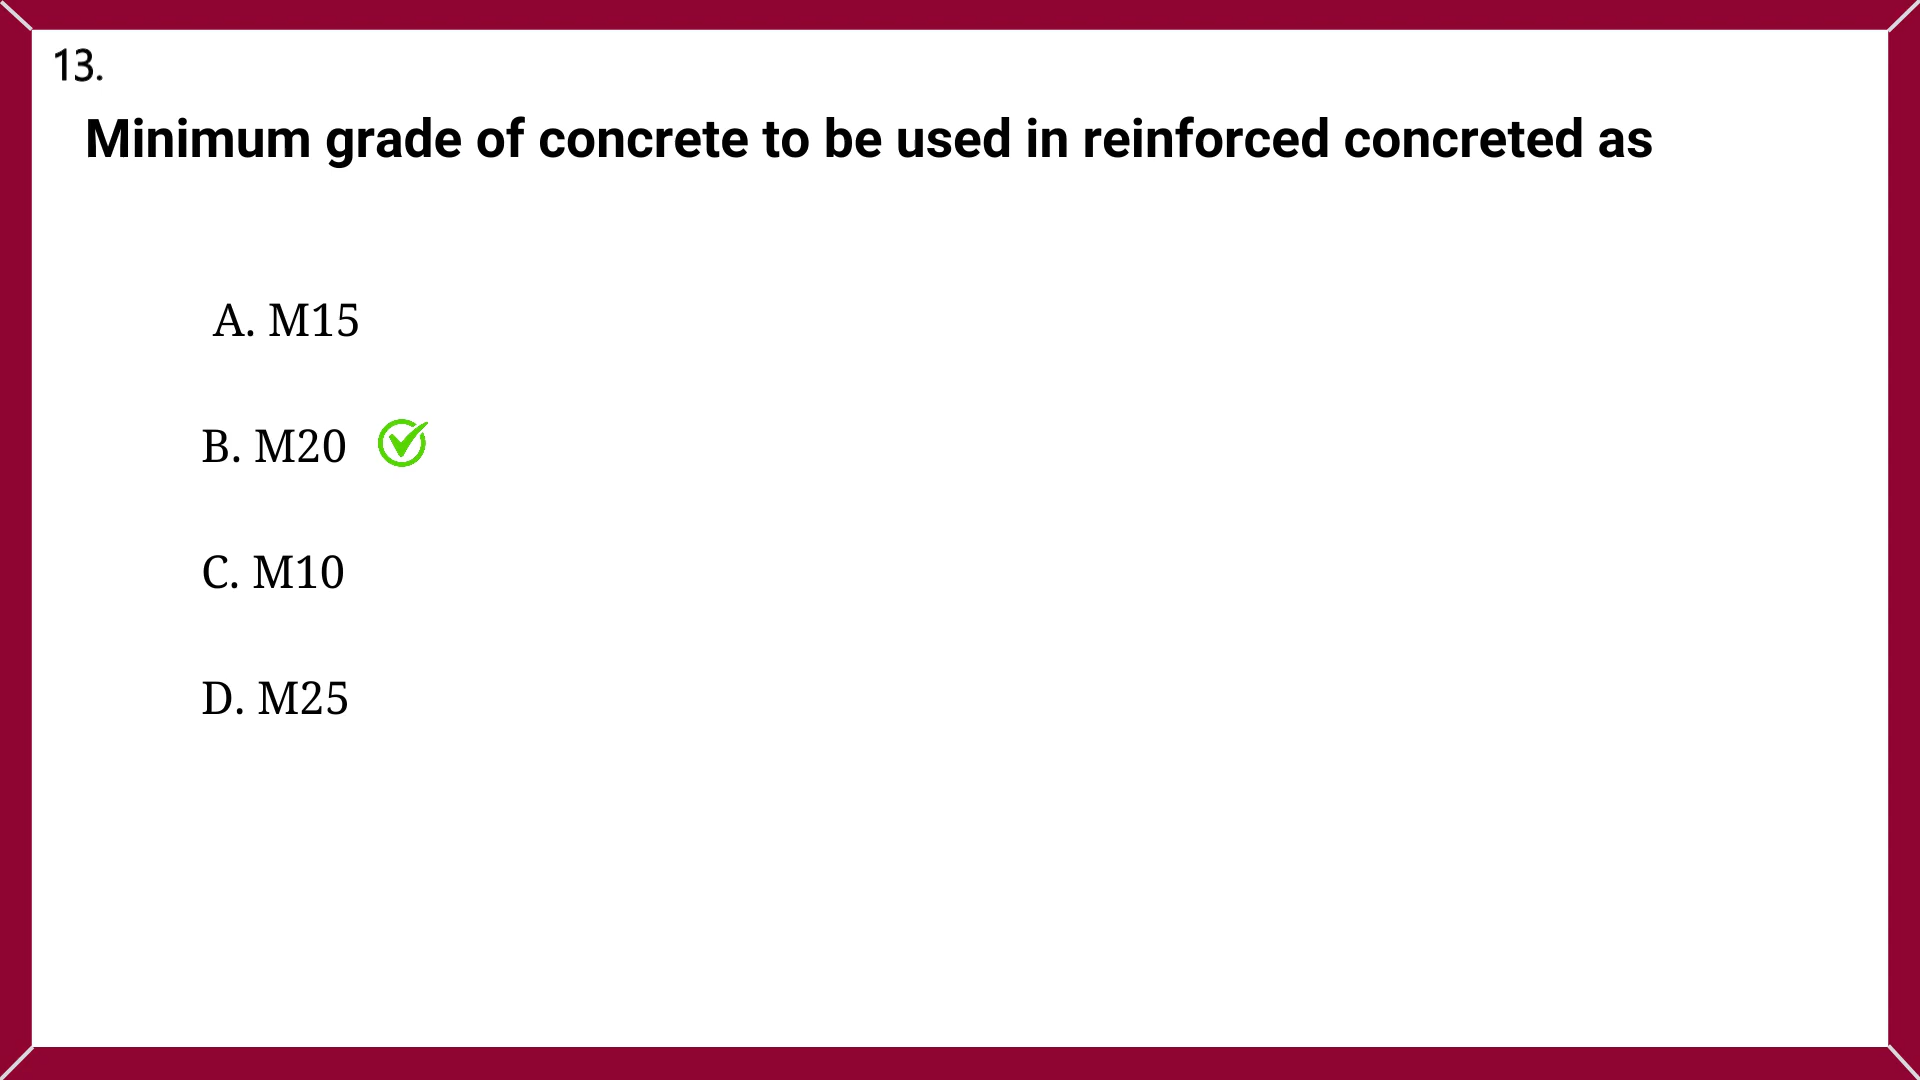 13.
Minimum grade of concrete to be used in reinforced concreted as
A. M15
B. M20
C. M10
D. M25